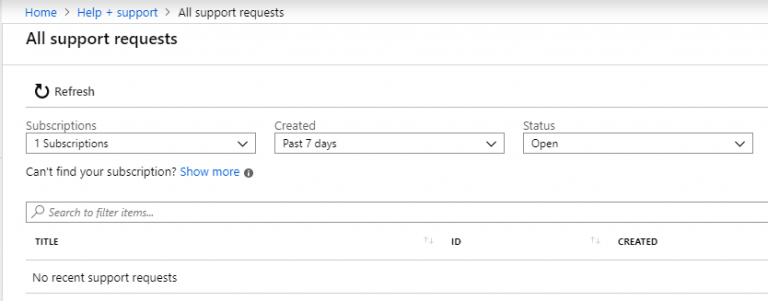 Home > Help + support > All support requests
All support requests
Refresh
Subscriptions Created Status
1 Subscriptions Past 7 days Open
Can't find your subscription? Show more
Search to filter items...
TITLE ID CREATED
No recent support requests